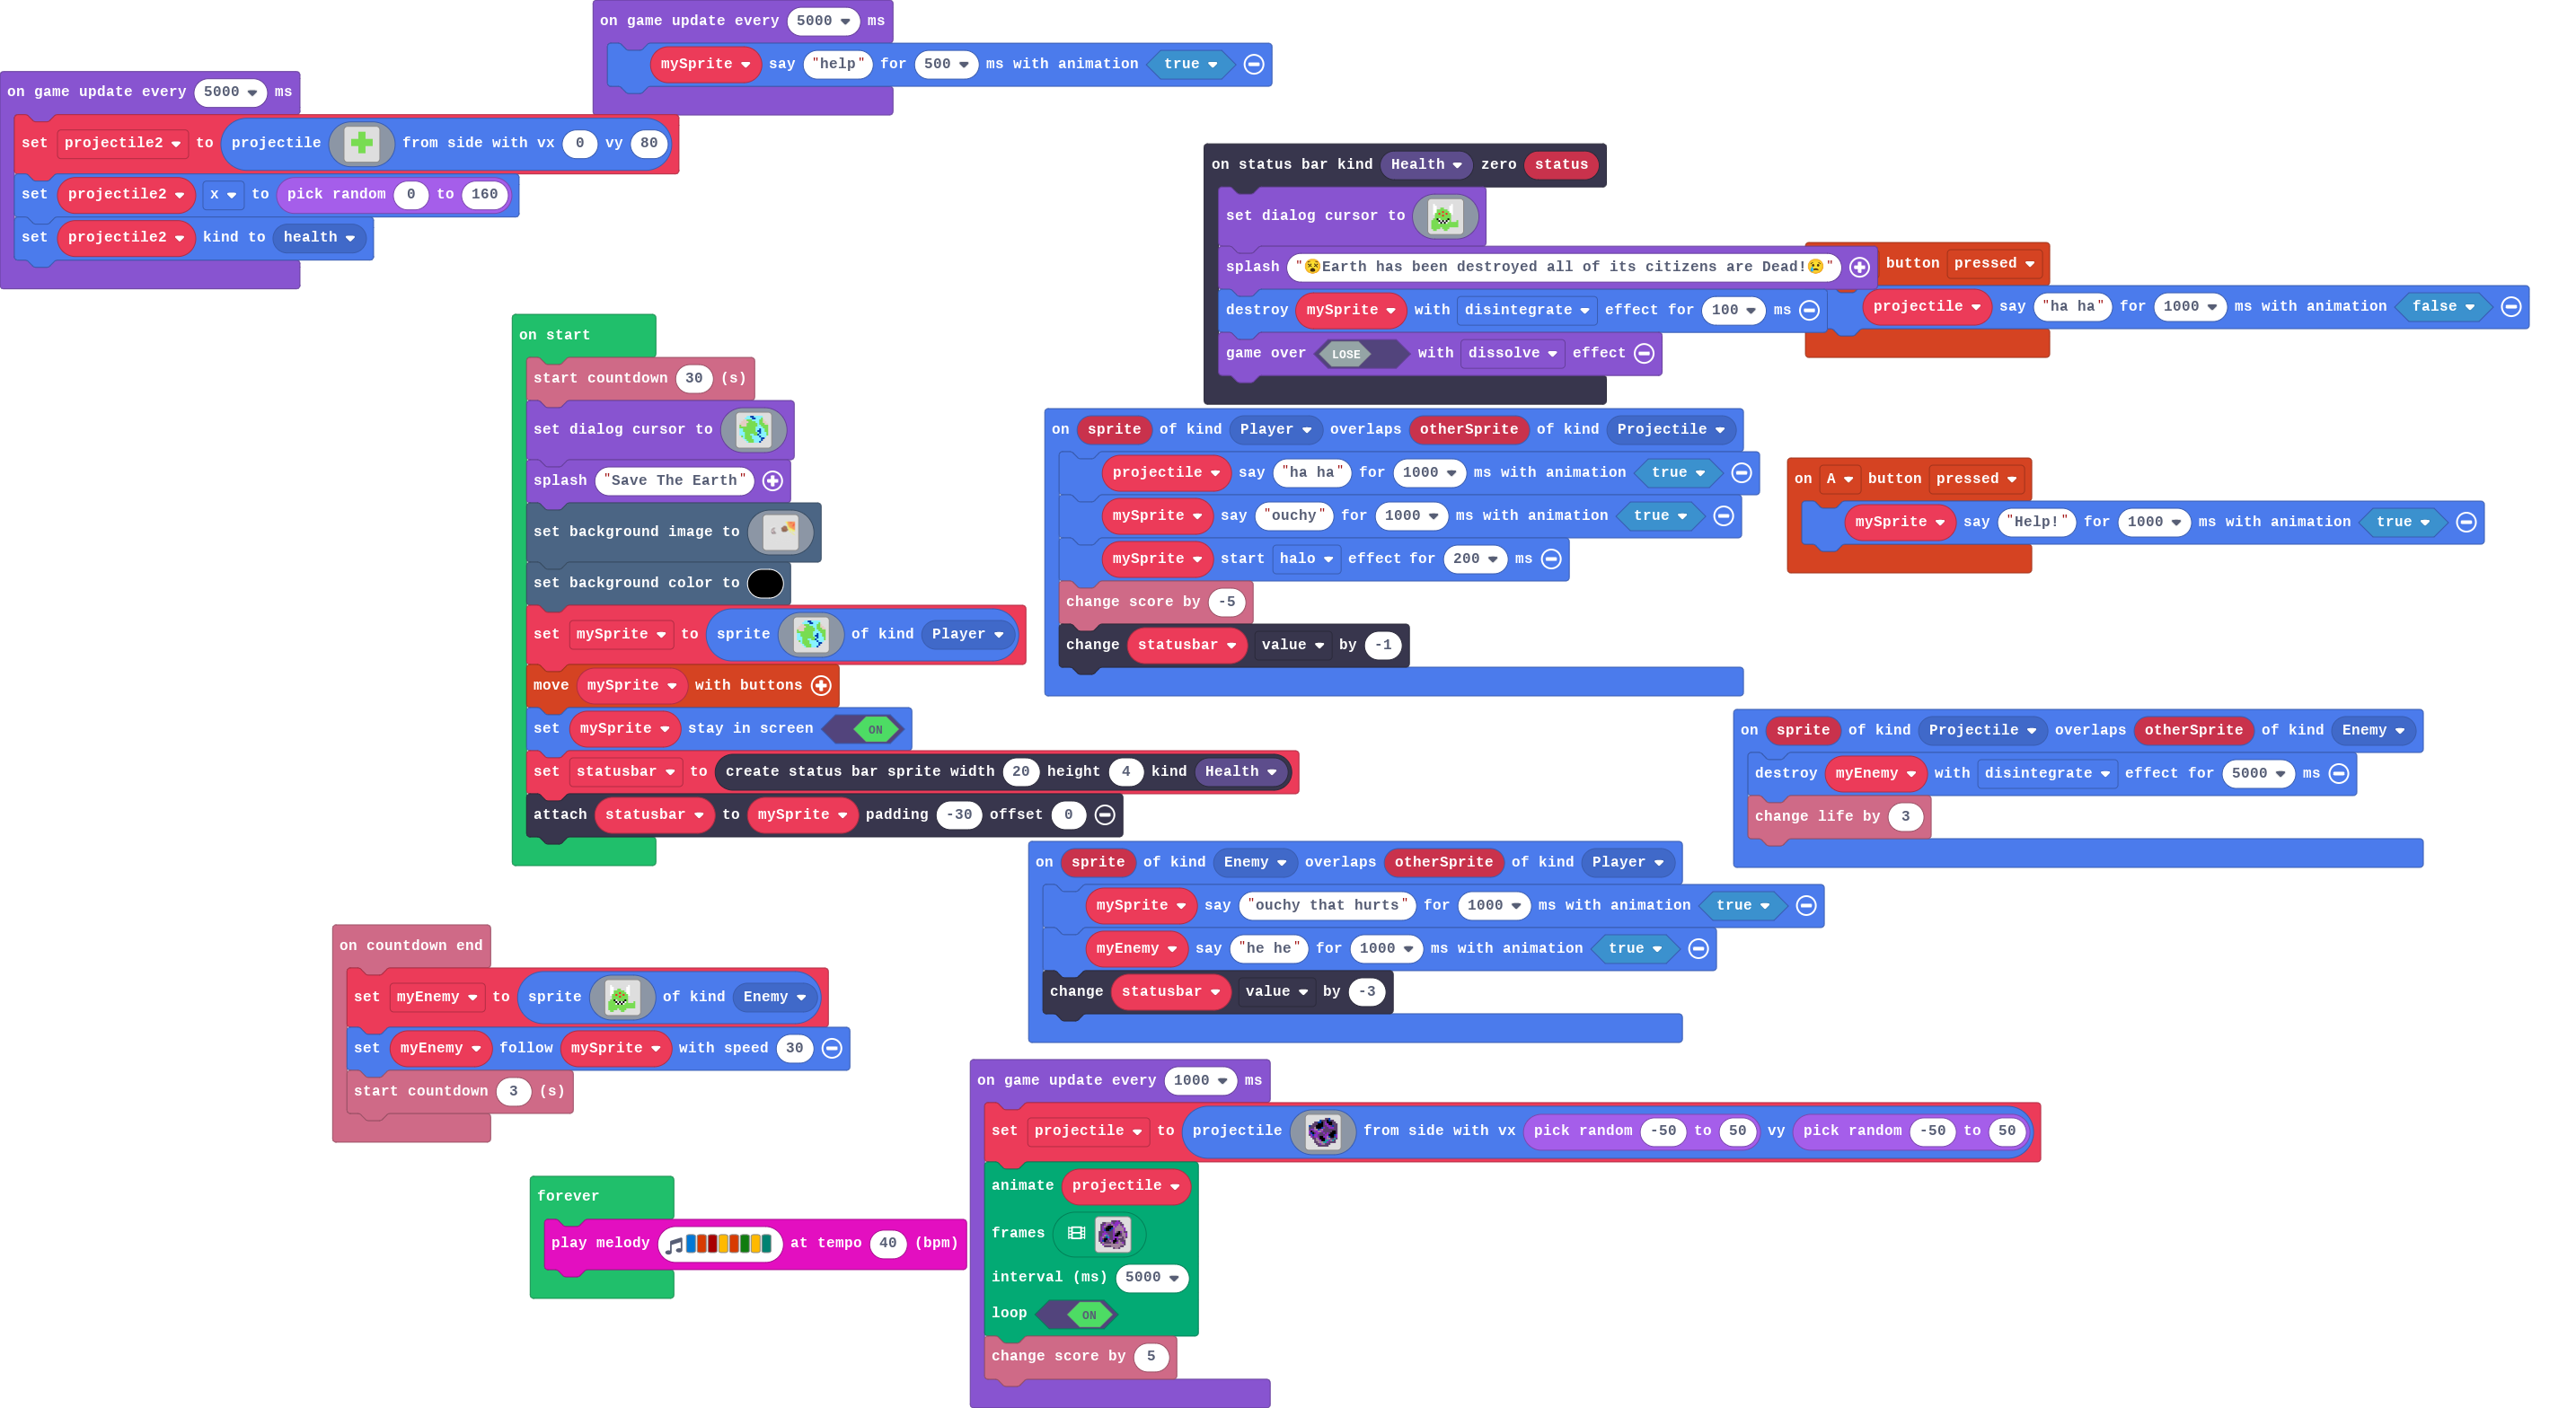 on game update every 5000 ms
mySprite say "help" for 500 ms with animation true
on game update every 5000 ms
set projectile2 to projectile from side with vx 0 vy 80
set projectile2 x to pick random 0 to 160
set projectile2 kind to health
on status bar kind Health zero status
set dialog cursor to
splash "😵Earth has been destroyed all of its citizens are Dead!😢"
destroy mySprite with disintegrate effect for 100 ms
game over LOSE with dissolve effect
button pressed
projectile say "ha ha" for 1000 ms with animation false
on start
start countdown 30 (s)
set dialog cursor to
splash "Save The Earth"
set background image to
set background color to
set mySprite to sprite of kind Player
move mySprite with buttons
set mySprite stay in screen ON
set statusbar to create status bar sprite width 20 height 4 kind Health
attach statusbar to mySprite padding -30 offset 0
on sprite of kind Player overlaps otherSprite of kind Projectile
projectile say "ha ha" for 1000 ms with animation true
mySprite say "ouchy" for 1000 ms with animation true
mySprite start halo effect for 200 ms
change score by -5
change statusbar value by -1
on A button pressed
mySprite say "Help!" for 1000 ms with animation true
on sprite of kind Projectile overlaps otherSprite of kind Enemy
destroy myEnemy with disintegrate effect for 5000 ms
change life by 3
on sprite of kind Enemy overlaps otherSprite of kind Player
mySprite say "ouchy that hurts" for 1000 ms with animation true
myEnemy say "he he" for 1000 ms with animation true
change statusbar value by -3
on countdown end
set myEnemy to sprite of kind Enemy
set myEnemy follow mySprite with speed 30
start countdown 3 (s)
on game update every 1000 ms
set projectile to projectile from side with vx pick random -50 to 50 vy pick random -50 to 50
animate projectile
frames
interval (ms) 5000
loop ON
change score by 5
forever
play melody at tempo 40 (bpm)